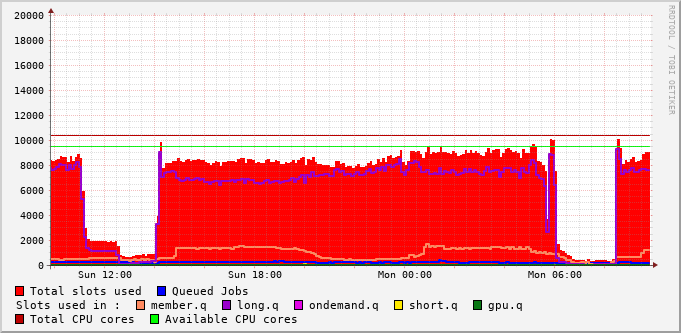 20000
18000
16000
14000
12000
10000
8000
6000
4000
2000
0
Sun 12:00 Sun 18:00 Mon 00:00 Mon 06:00
RRDTOOL / TOBI OETIKER
Total slots used Queued Jobs
Slots used in : member.q long.q ondemand.q short.q gpu.q
Total CPU cores Available CPU cores